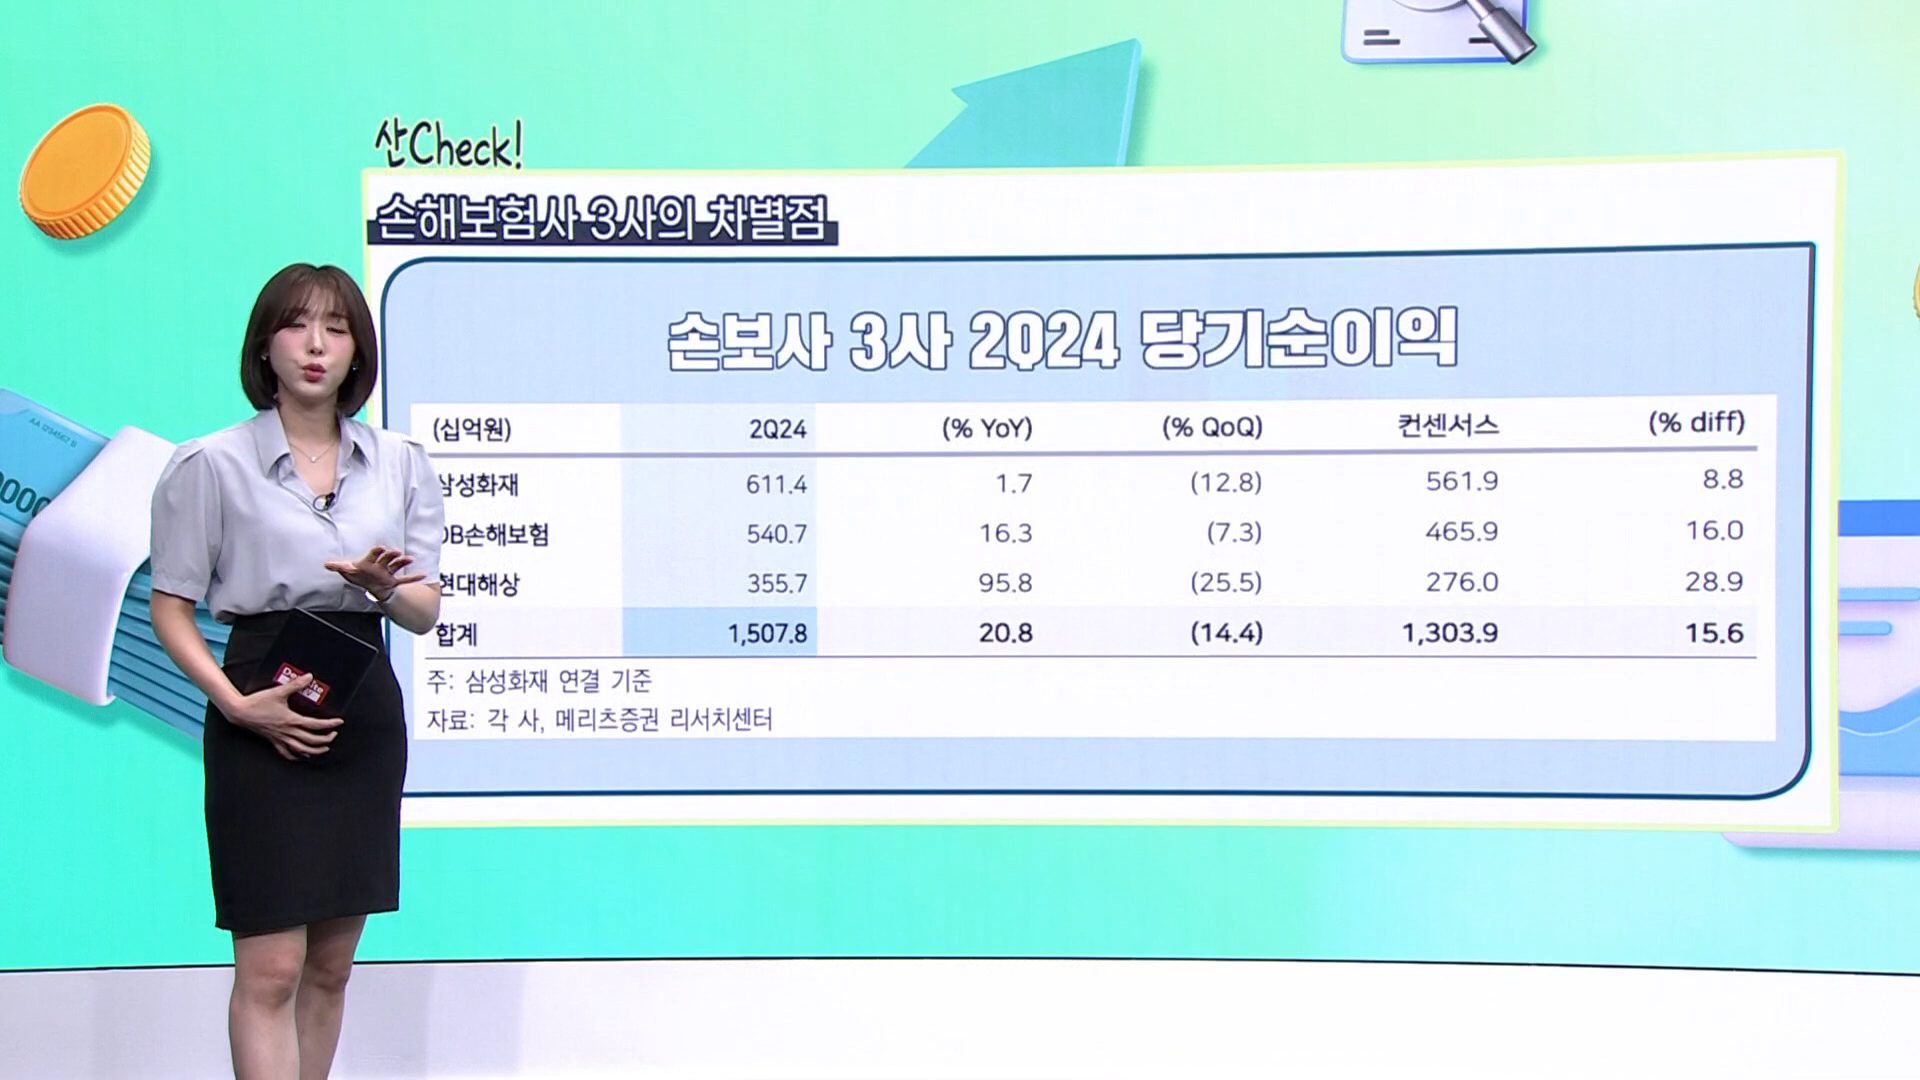 산Check!
손해보험사 3사의 차별점
손보사 3사 2Q24 당기순이익
(십억원) 2Q24 (% YoY) (% QoQ) 컨센서스 (% diff)
삼성화재 611.4 1.7 (12.8) 561.9 8.8
DB손해보험 540.7 16.3 (7.3) 465.9 16.0
현대해상 355.7 95.8 (25.5) 276.0 28.9
합계 1,507.8 20.8 (14.4) 1,303.9 15.6
주: 삼성화재 연결 기준
자료: 각 사, 메리츠증권 리서치센터
AA 1234567 B